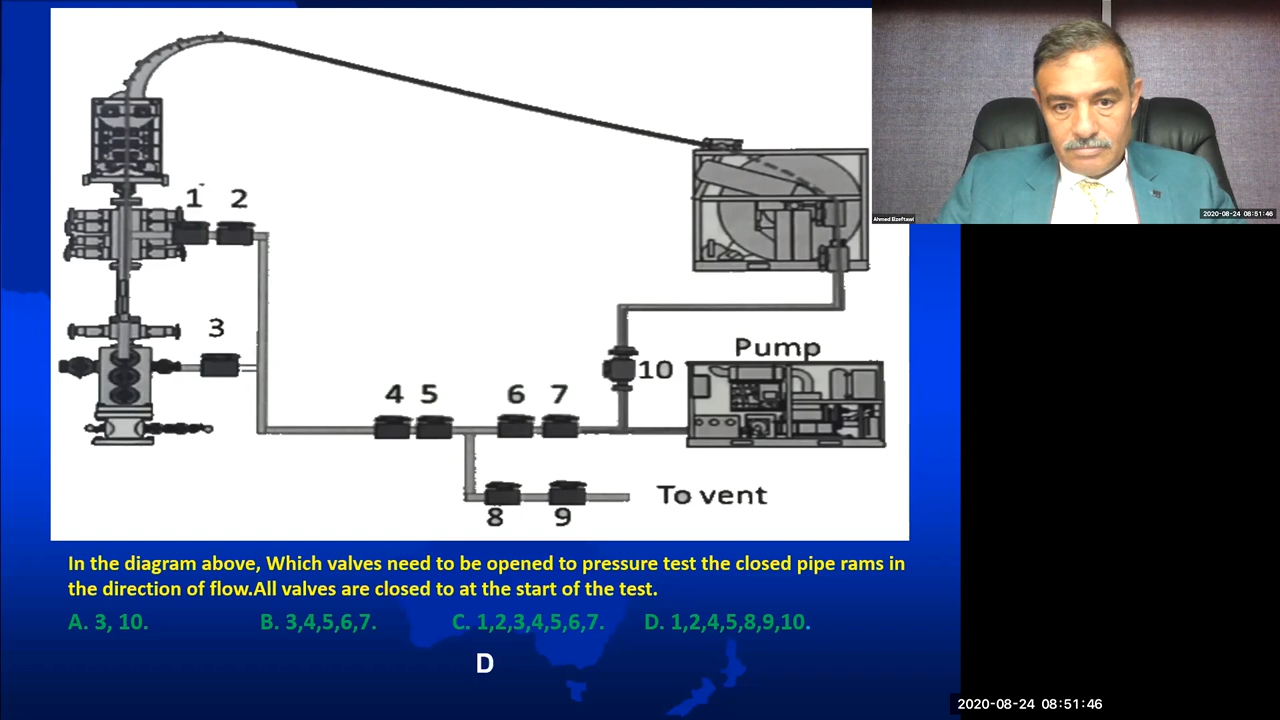 1 2
3
Pump
10
4 5 6 7
To vent
8 9
Ahmed Elzeftawi
2020-08-24 08:51:46
In the diagram above, Which valves need to be opened to pressure test the closed pipe rams in
the direction of flow.All valves are closed to at the start of the test.
A. 3, 10. B. 3,4,5,6,7. C. 1,2,3,4,5,6,7. D. 1,2,4,5,8,9,10.
D
2020-08-24 08:51:46